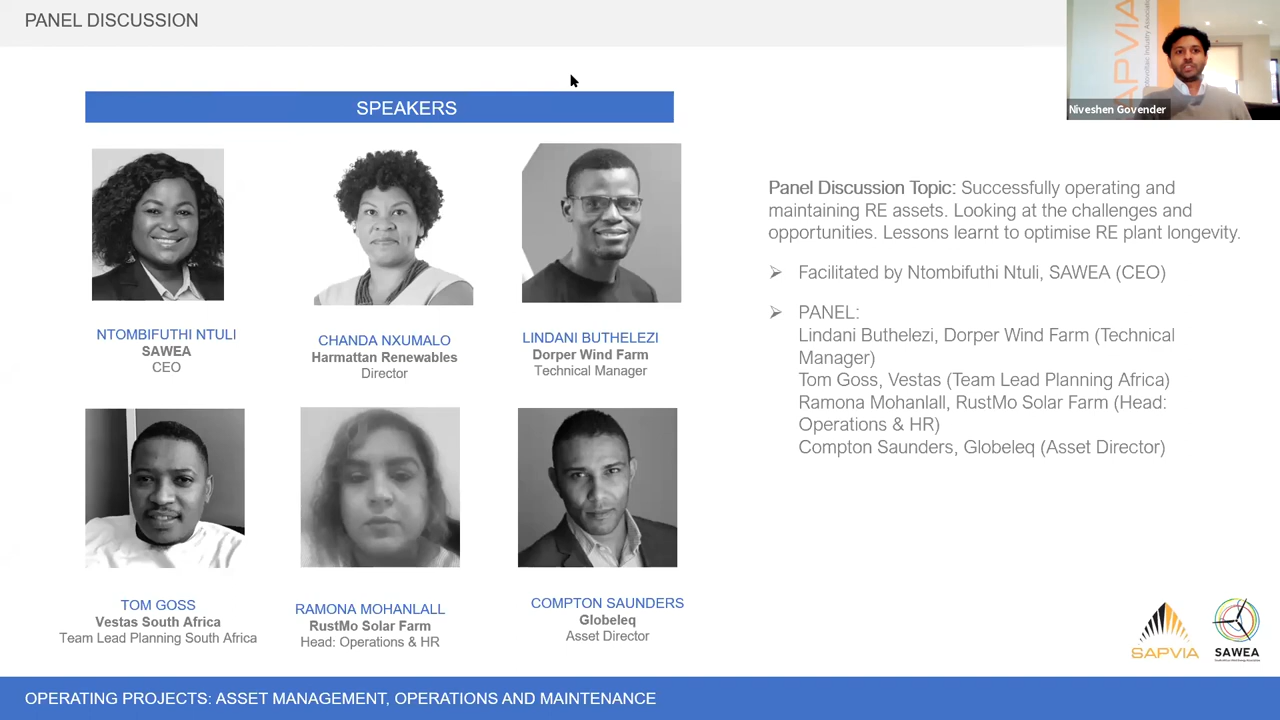 PANEL DISCUSSION
SAPVIA
Photovoltaic Industry Association
Niveshen Govender
SPEAKERS
NTOMBIFUTHI NTULI
SAWEA
CEO
CHANDA NXUMALO
Harmattan Renewables
Director
LINDANI BUTHELEZI
Dorper Wind Farm
Technical Manager
TOM GOSS
Vestas South Africa
Team Lead Planning South Africa
RAMONA MOHANLALL
RustMo Solar Farm
Head: Operations & HR
COMPTON SAUNDERS
Globeleq
Asset Director
Panel Discussion Topic: Successfully operating and
maintaining RE assets. Looking at the challenges and
opportunities. Lessons learnt to optimise RE plant longevity.
Facilitated by Ntombifuthi Ntuli, SAWEA (CEO)
PANEL:
Lindani Buthelezi, Dorper Wind Farm (Technical
Manager)
Tom Goss, Vestas (Team Lead Planning Africa)
Ramona Mohanlall, RustMo Solar Farm (Head:
Operations & HR)
Compton Saunders, Globeleq (Asset Director)
SAPVIA
SAWEA
OPERATING PROJECTS: ASSET MANAGEMENT, OPERATIONS AND MAINTENANCE